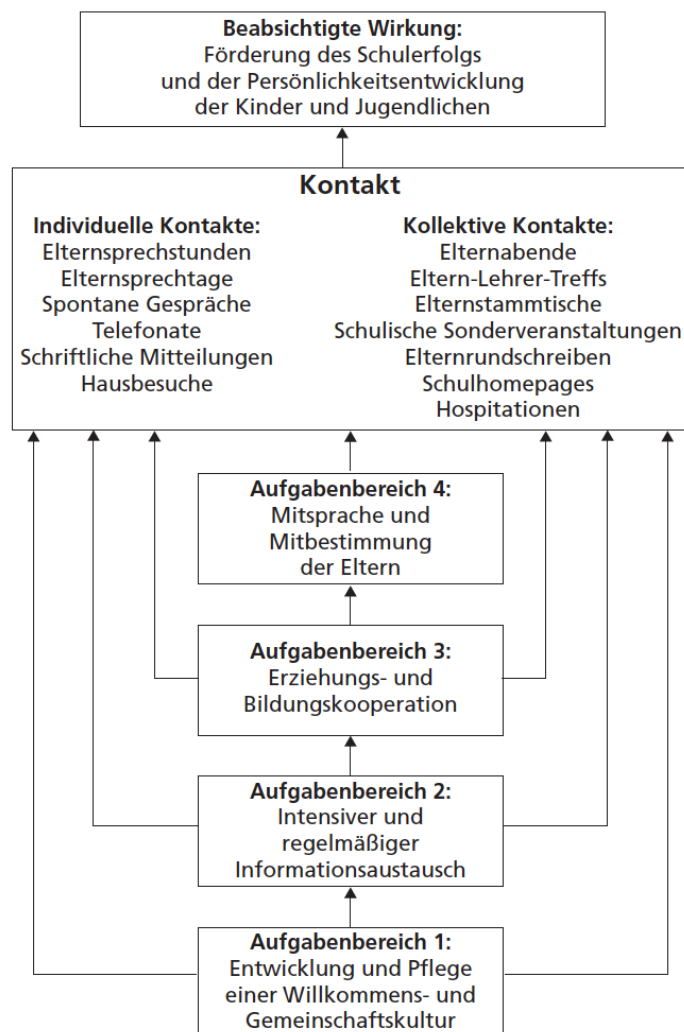 Beabsichtigte Wirkung:
Förderung des Schulerfolgs
und der Persönlichkeitsentwicklung
der Kinder und Jugendlichen
Kontakt
Individuelle Kontakte:
Elternsprechstunden
Elternsprechtage
Spontane Gespräche
Telefonate
Schriftliche Mitteilungen
Hausbesuche
Kollektive Kontakte:
Elternabende
Eltern-Lehrer-Treffs
Elternstammtische
Schulische Sonderveranstaltungen
Elternrundschreiben
Schulhomepages
Hospitationen
Aufgabenbereich 4:
Mitsprache und
Mitbestimmung
der Eltern
Aufgabenbereich 3:
Erziehungs- und
Bildungskooperation
Aufgabenbereich 2:
Intensiver und
regelmäßiger
Informationsaustausch
Aufgabenbereich 1:
Entwicklung und Pflege
einer Willkommens- und
Gemeinschaftskultur